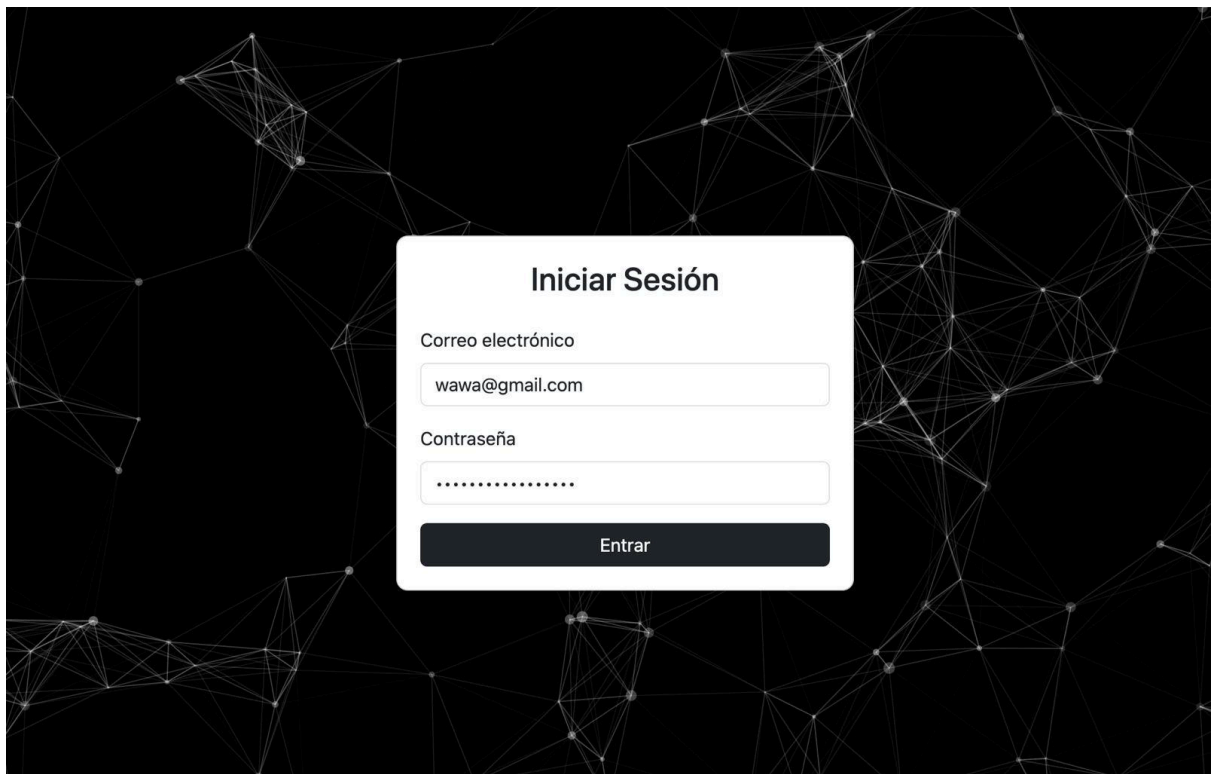 Iniciar Sesión
Correo electrónico
wawa@gmail.com
Contraseña
•••••••••••••••••
Entrar